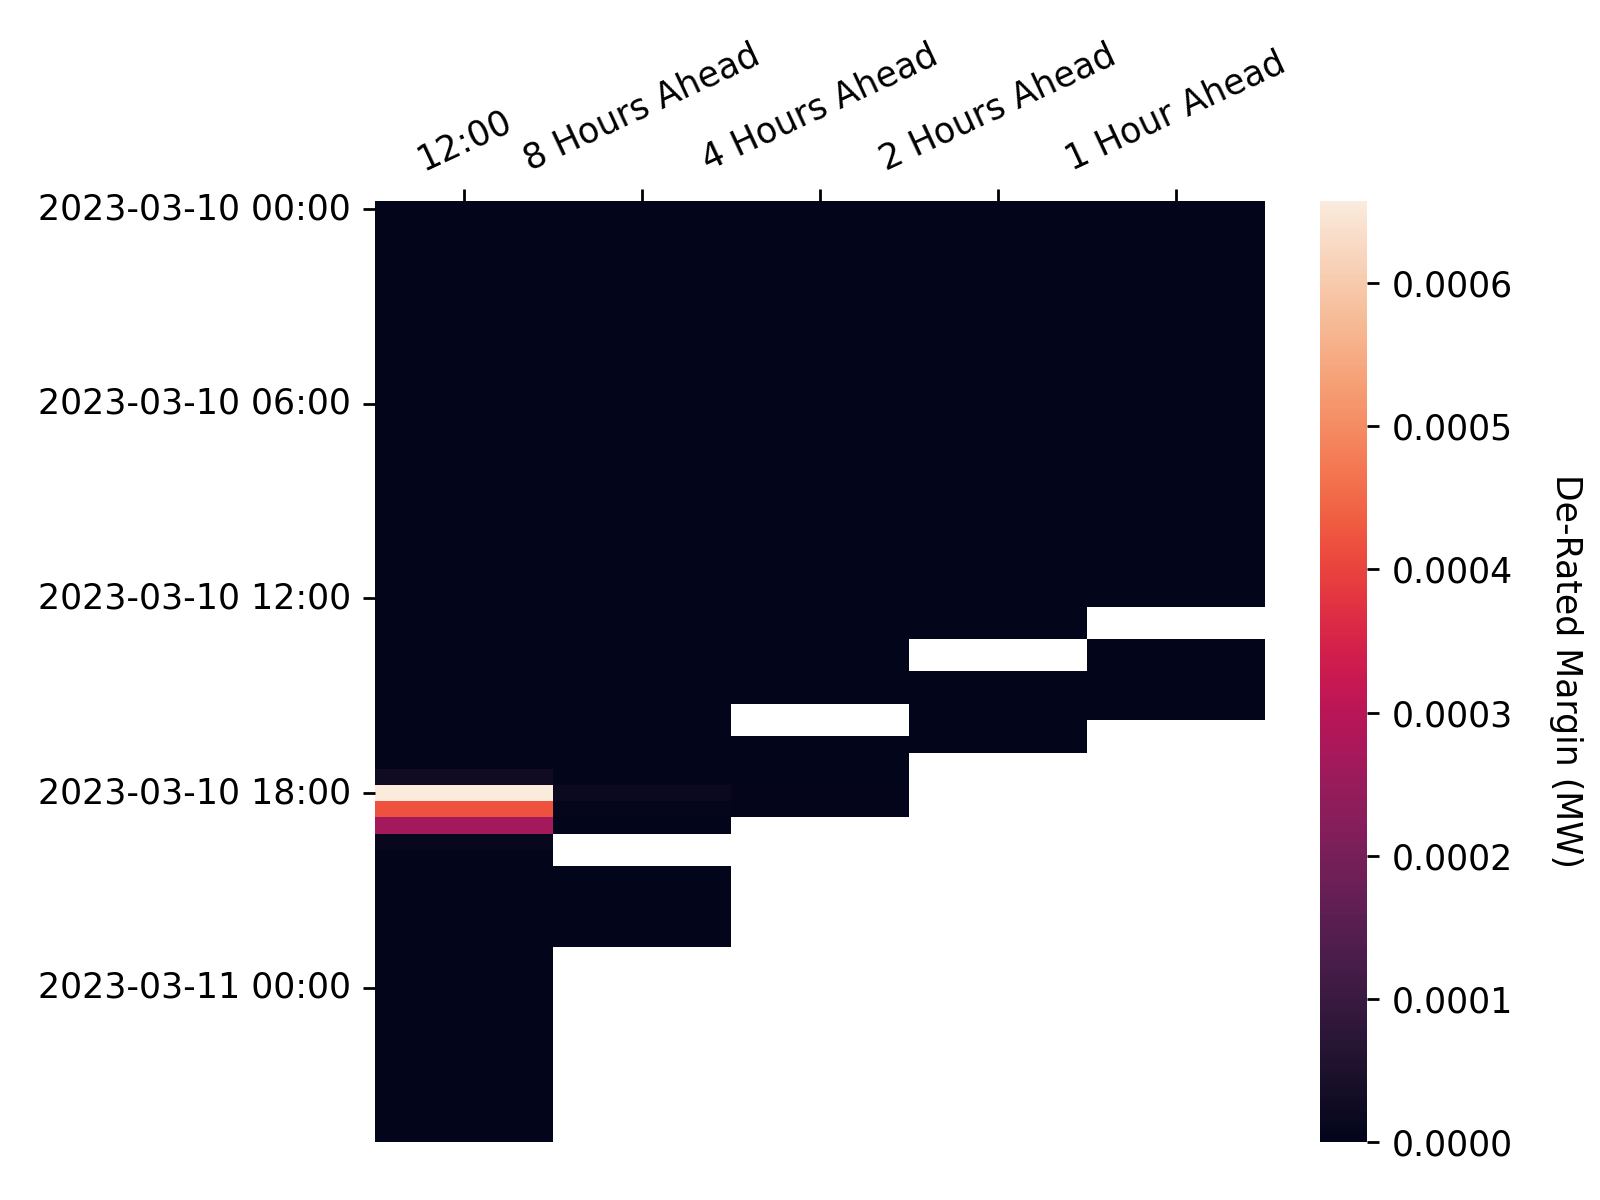 12:00
8 Hours Ahead
4 Hours Ahead
2 Hours Ahead
1 Hour Ahead
2023-03-10 00:00
2023-03-10 06:00
2023-03-10 12:00
2023-03-10 18:00
2023-03-11 00:00
0.0006
0.0005
0.0004
0.0003
0.0002
0.0001
0.0000
De-Rated Margin (MW)